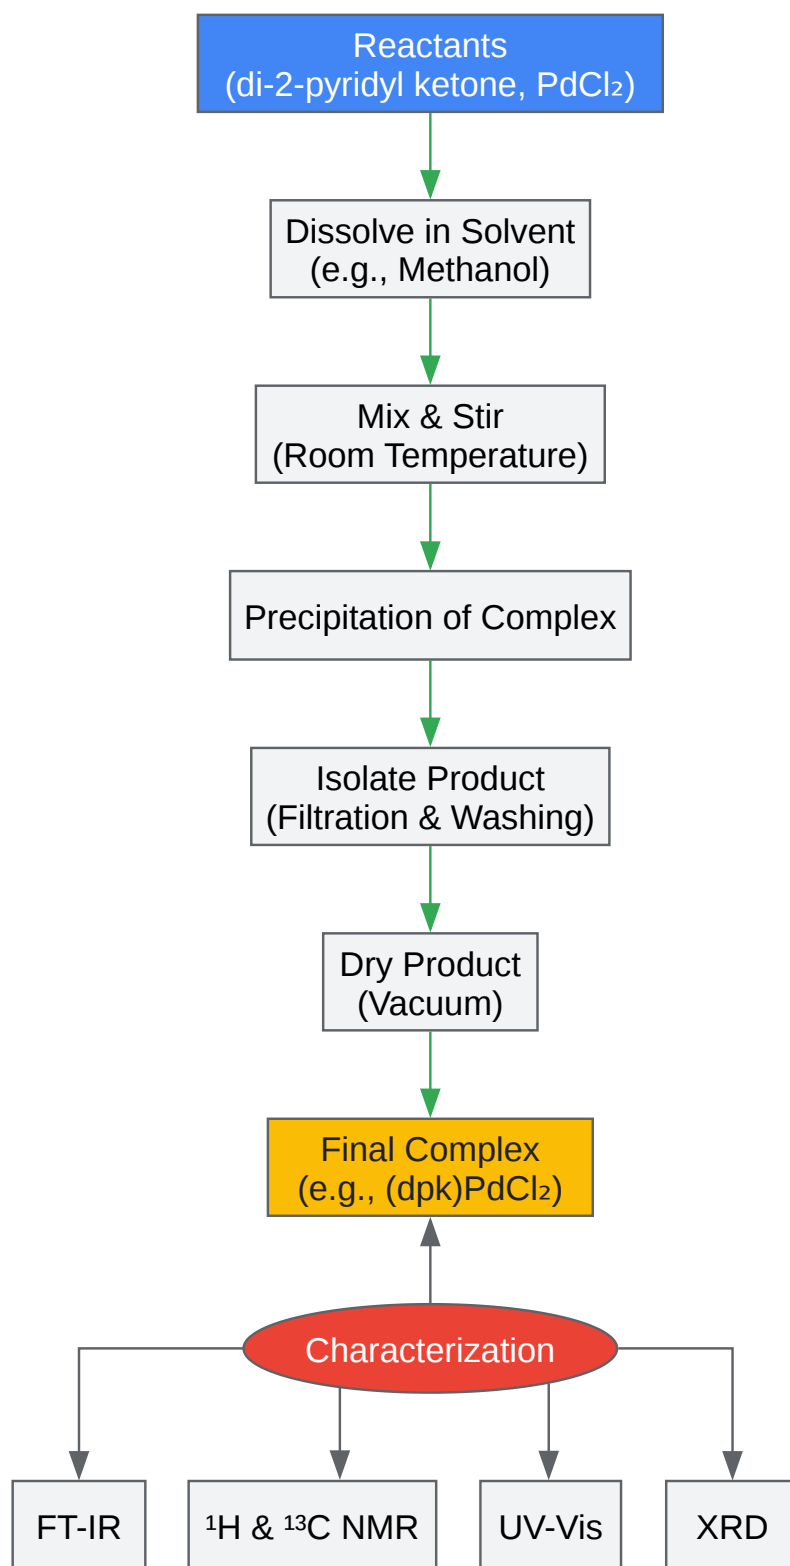 Reactants
(di-2-pyridyl ketone, PdCl₂)
Dissolve in Solvent
(e.g., Methanol)
Mix & Stir
(Room Temperature)
Precipitation of Complex
Isolate Product
(Filtration & Washing)
Dry Product
(Vacuum)
Final Complex
(e.g., (dpk)PdCl₂)
Characterization
FT-IR
¹H & ¹³C NMR
UV-Vis
XRD